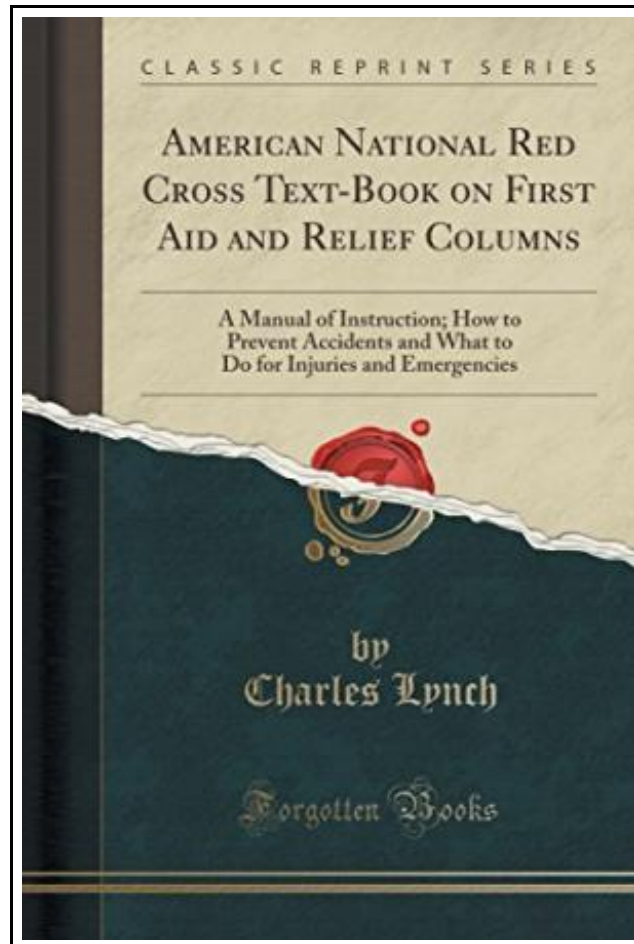 CLASSIC REPRINT SERIES
AMERICAN NATIONAL RED
CROSS TEXT-BOOK ON FIRST
AID AND RELIEF COLUMNS
A Manual of Instruction; How to
Prevent Accidents and What to
Do for Injuries and Emergencies
by
Charles Lynch
Forgotten Books